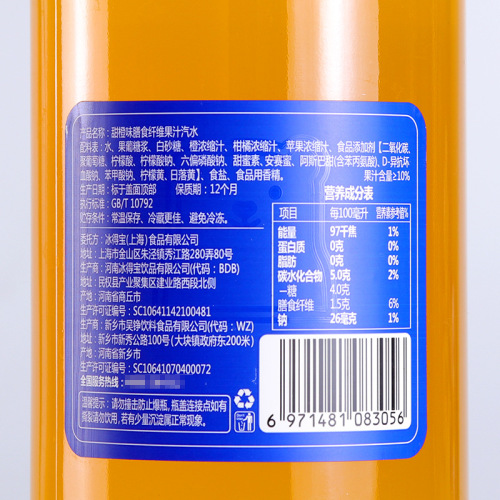 产品名称：甜橙味膳食纤维果汁汽水
配料表：水、果葡糖浆、白砂糖、橙浓缩汁、柑橘浓缩汁、苹果浓缩汁、食品添加剂【二氧化碳、
聚葡萄糖、柠檬酸、柠檬酸钠、六偏磷酸钠、甜蜜素、安赛蜜、阿斯巴甜(含苯丙氨酸)、D-异抗坏
血酸钠、苯甲酸钠、柠檬黄、日落黄】、食盐、食品用香精。
果汁含量≥10%
生产日期：标于盖面顶部 保质期：12个月
执行标准：GB/T 10792
贮存条件：常温保存、冷藏更佳、避免冷冻。
营养成分表
项目 每100毫升 营养素参考值%
能量 97千焦 1%
蛋白质 0克 0%
脂肪 0克 0%
碳水化合物 5.0克 2%
－糖 4.0克
膳食纤维 1.5克 6%
钠 26毫克 1%
委托方：冰得宝(上海)食品有限公司
地址：上海市金山区朱泾镇秀江路280弄80号
生产商：河南冰得宝饮品有限公司(代码：BDB)
地址：民权县产业聚集区建业路西段北侧
产地：河南省商丘市
生产许可证编号：SC10641142100481
生产商：新乡市昊铮饮料食品有限公司(代码：WZ)
地址：新乡市新秀公路100号(大块镇政府东200米)
产地：河南省新乡市
生产许可证编号：SC10641070400072
全国服务热线：
温馨提示：请勿撞击防止爆瓶，瓶盖连接点如有
撕裂请勿饮用，若有少量沉淀属正常现象。
6 971481 083056